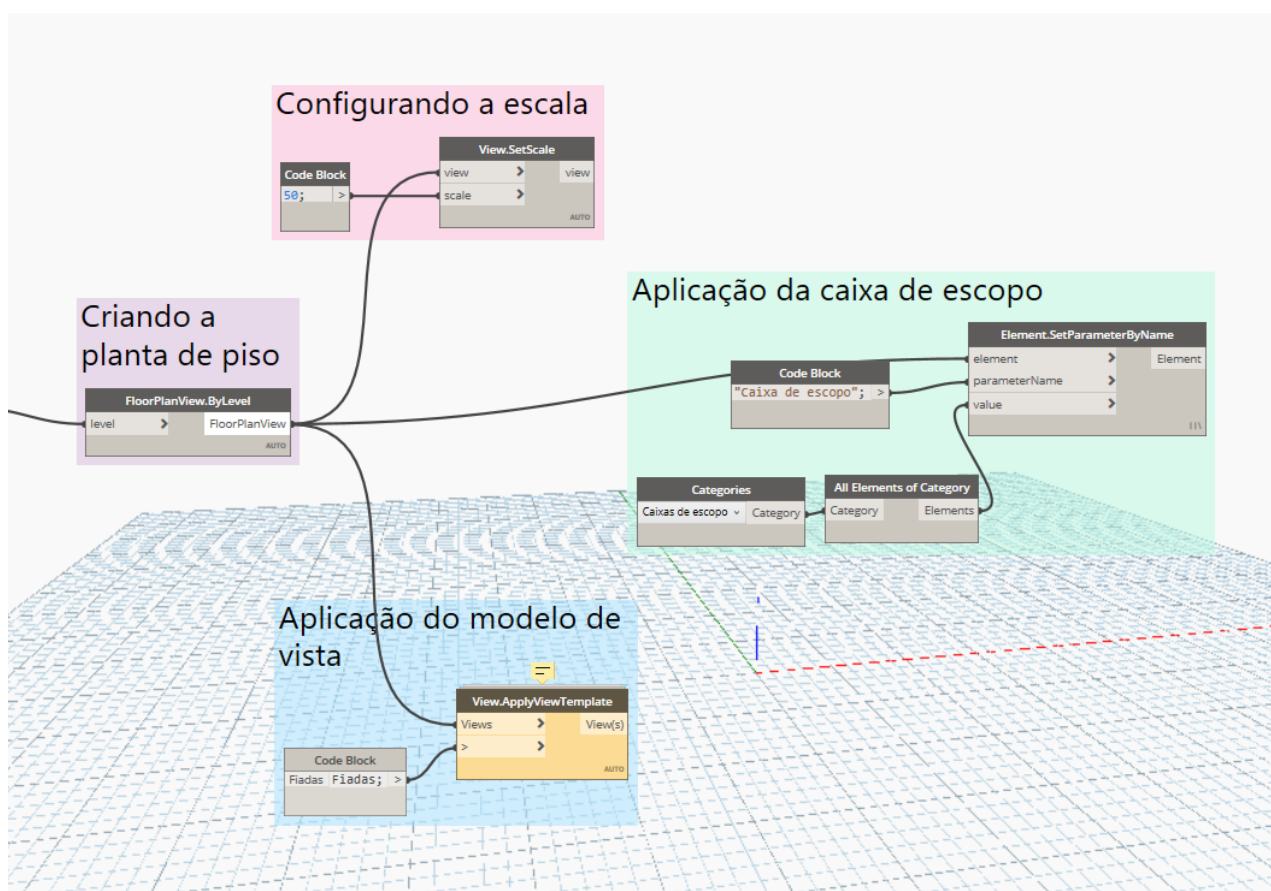 Configurando a escala
View.SetScale
view > view
scale >
AUTO
Code Block
50; >
Criando a
planta de piso
FloorPlanView.ByLevel
level > FloorPlanView
AUTO
Aplicação da caixa de escopo
Element.SetParameterByName
element > Element
parameterName >
value >
Code Block
"Caixa de escopo"; >
Categories
Caixas de escopo Category
All Elements of Category
Category Elements
Aplicação do modelo de
vista
View.ApplyViewTemplate
Views > View(s)
> >
AUTO
Code Block
Fiadas Fiadas; >